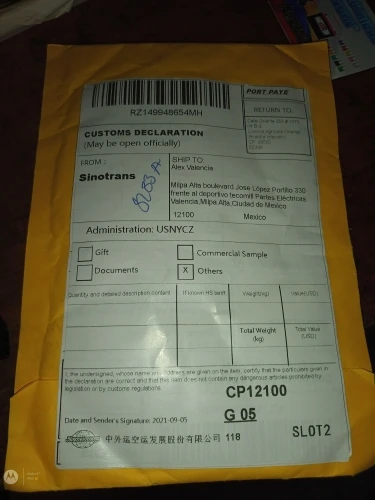 PORT PAYÉ
RZ149948654MH
RETURN TO:
CUSTOMS DECLARATION
(May be open officially)
FROM :
Sinotrans
8283 A
SHIP TO
Alex Valencia
Milpa Alta boulevard Jose López Portillo 330
frente al deportivo tecomitl Partes Electricas
Valencia,Milpa Alta,Ciudad de Mexico
12100 Mexico
Administration: USNYCZ
Gift
Commercial Sample
Documents
X Others
Quantity and detailed description content
If known HS tariff
Weight(kg)
Value(USD)
Total Weight
(kg)
Total Value
(USD)
I, the undersigned, whose name and address are given on the item, certify that the particulars given in
the declaration are correct and that this item does not contain any dangerous articles prohibited by
legislation or by customs regulations.
CP12100
G 05
Date and Sender's Signature: 2021-09-05
中外运空运发展股份有限公司 118
SLOT2